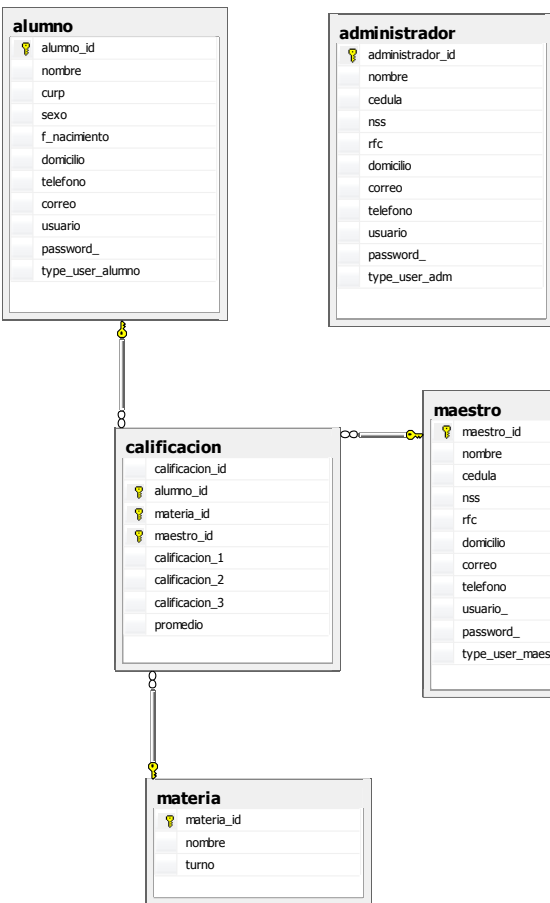 alumno
alumno_id
nombre
curp
sexo
f_nacimiento
domicilio
telefono
correo
usuario
password_
type_user_alumno
administrador
administrador_id
nombre
cedula
nss
rfc
domicilio
correo
telefono
usuario
password_
type_user_adm
calificacion
calificacion_id
alumno_id
materia_id
maestro_id
calificacion_1
calificacion_2
calificacion_3
promedio
maestro
maestro_id
nombre
cedula
nss
rfc
domicilio
correo
telefono
usuario_
password_
type_user_maes
materia
materia_id
nombre
turno